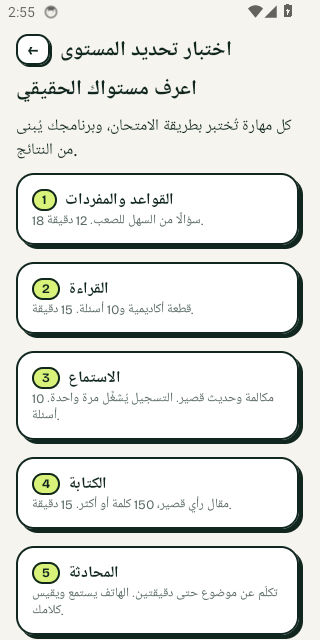 2:55
اختبار تحديد المستوى
اعرف مستواك الحقيقي
كل مهارة تُختبر بطريقة الامتحان، وبرنامجك يُبنى
من النتائج.
1 القواعد والمفردات
18 سؤالًا من السهل للصعب. 12 دقيقة.
2 القراءة
قطعة أكاديمية و10 أسئلة. 15 دقيقة.
3 الاستماع
مكالمة وحديث قصير. التسجيل يُشغَّل مرة واحدة. 10
أسئلة.
4 الكتابة
مقال رأي قصير، 150 كلمة أو أكثر. 15 دقيقة.
5 المحادثة
تكلّم عن موضوع حتى دقيقتين. الهاتف يستمع ويقيس
كلامك.